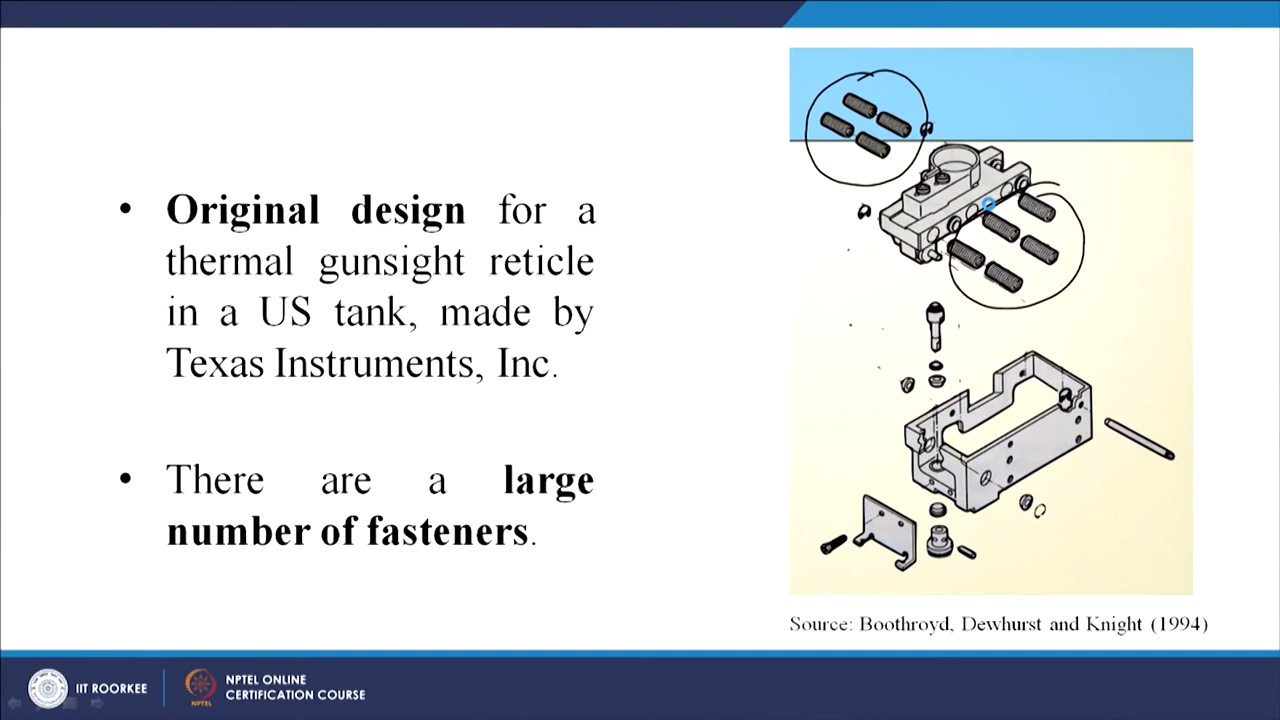 • Original design for a
thermal gunsight reticle
in a US tank, made by
Texas Instruments, Inc.
• There are a large
number of fasteners.
Source: Boothroyd, Dewhurst and Knight (1994)
IIT ROORKEE
NPTEL ONLINE
CERTIFICATION COURSE
NPTEL